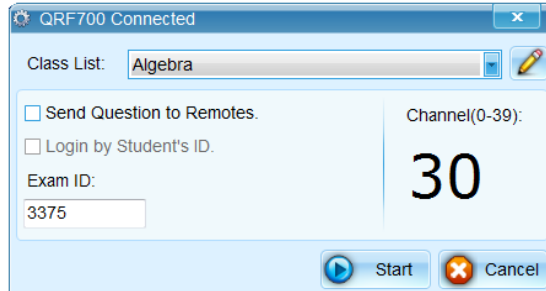 QRF700 Connected
Class List: Algebra
Send Question to Remotes.
Login by Student's ID.
Exam ID:
3375
Channel(0-39):
30
Start Cancel